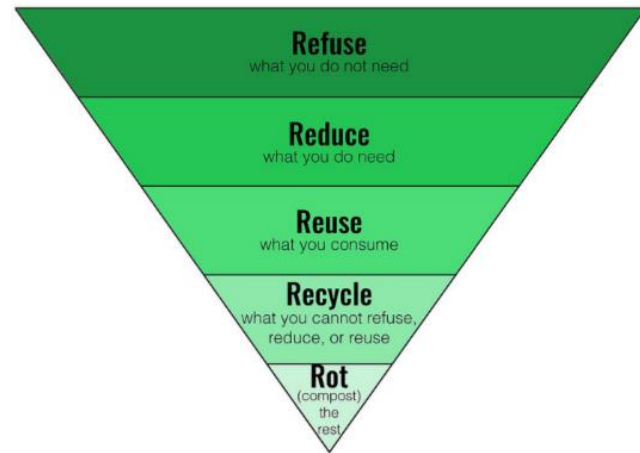 Refuse
what you do not need
Reduce
what you do need
Reuse
what you consume
Recycle
what you cannot refuse,
reduce, or reuse
Rot
(compost)
the
rest